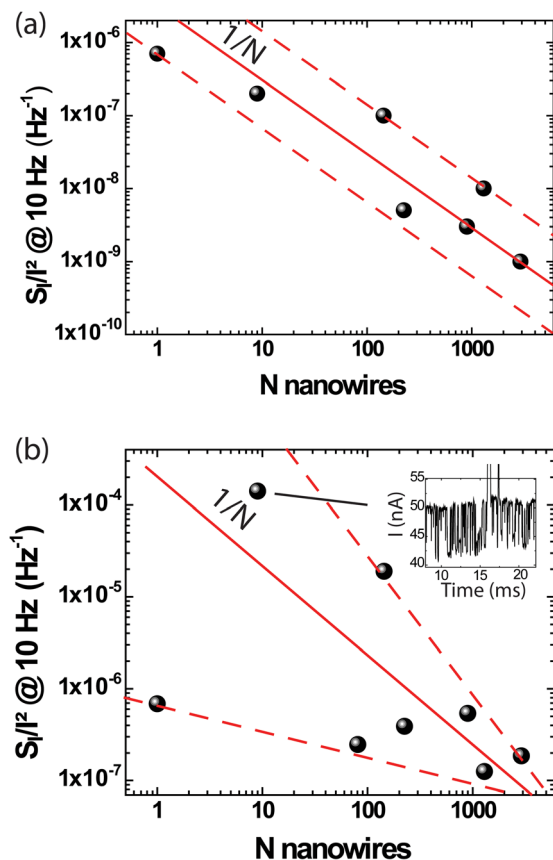 (a)
1x10⁻⁶
1x10⁻⁷
1x10⁻⁸
1x10⁻⁹
1x10⁻¹⁰
S_I/I² @ 10 Hz (Hz⁻¹)
1/N
1 10 100 1000
N nanowires
(b)
1x10⁻⁴
1x10⁻⁵
1x10⁻⁶
1x10⁻⁷
S_I/I² @ 10 Hz (Hz⁻¹)
1/N
55
50
45
40
I (nA)
10 15 20
Time (ms)
1 10 100 1000
N nanowires